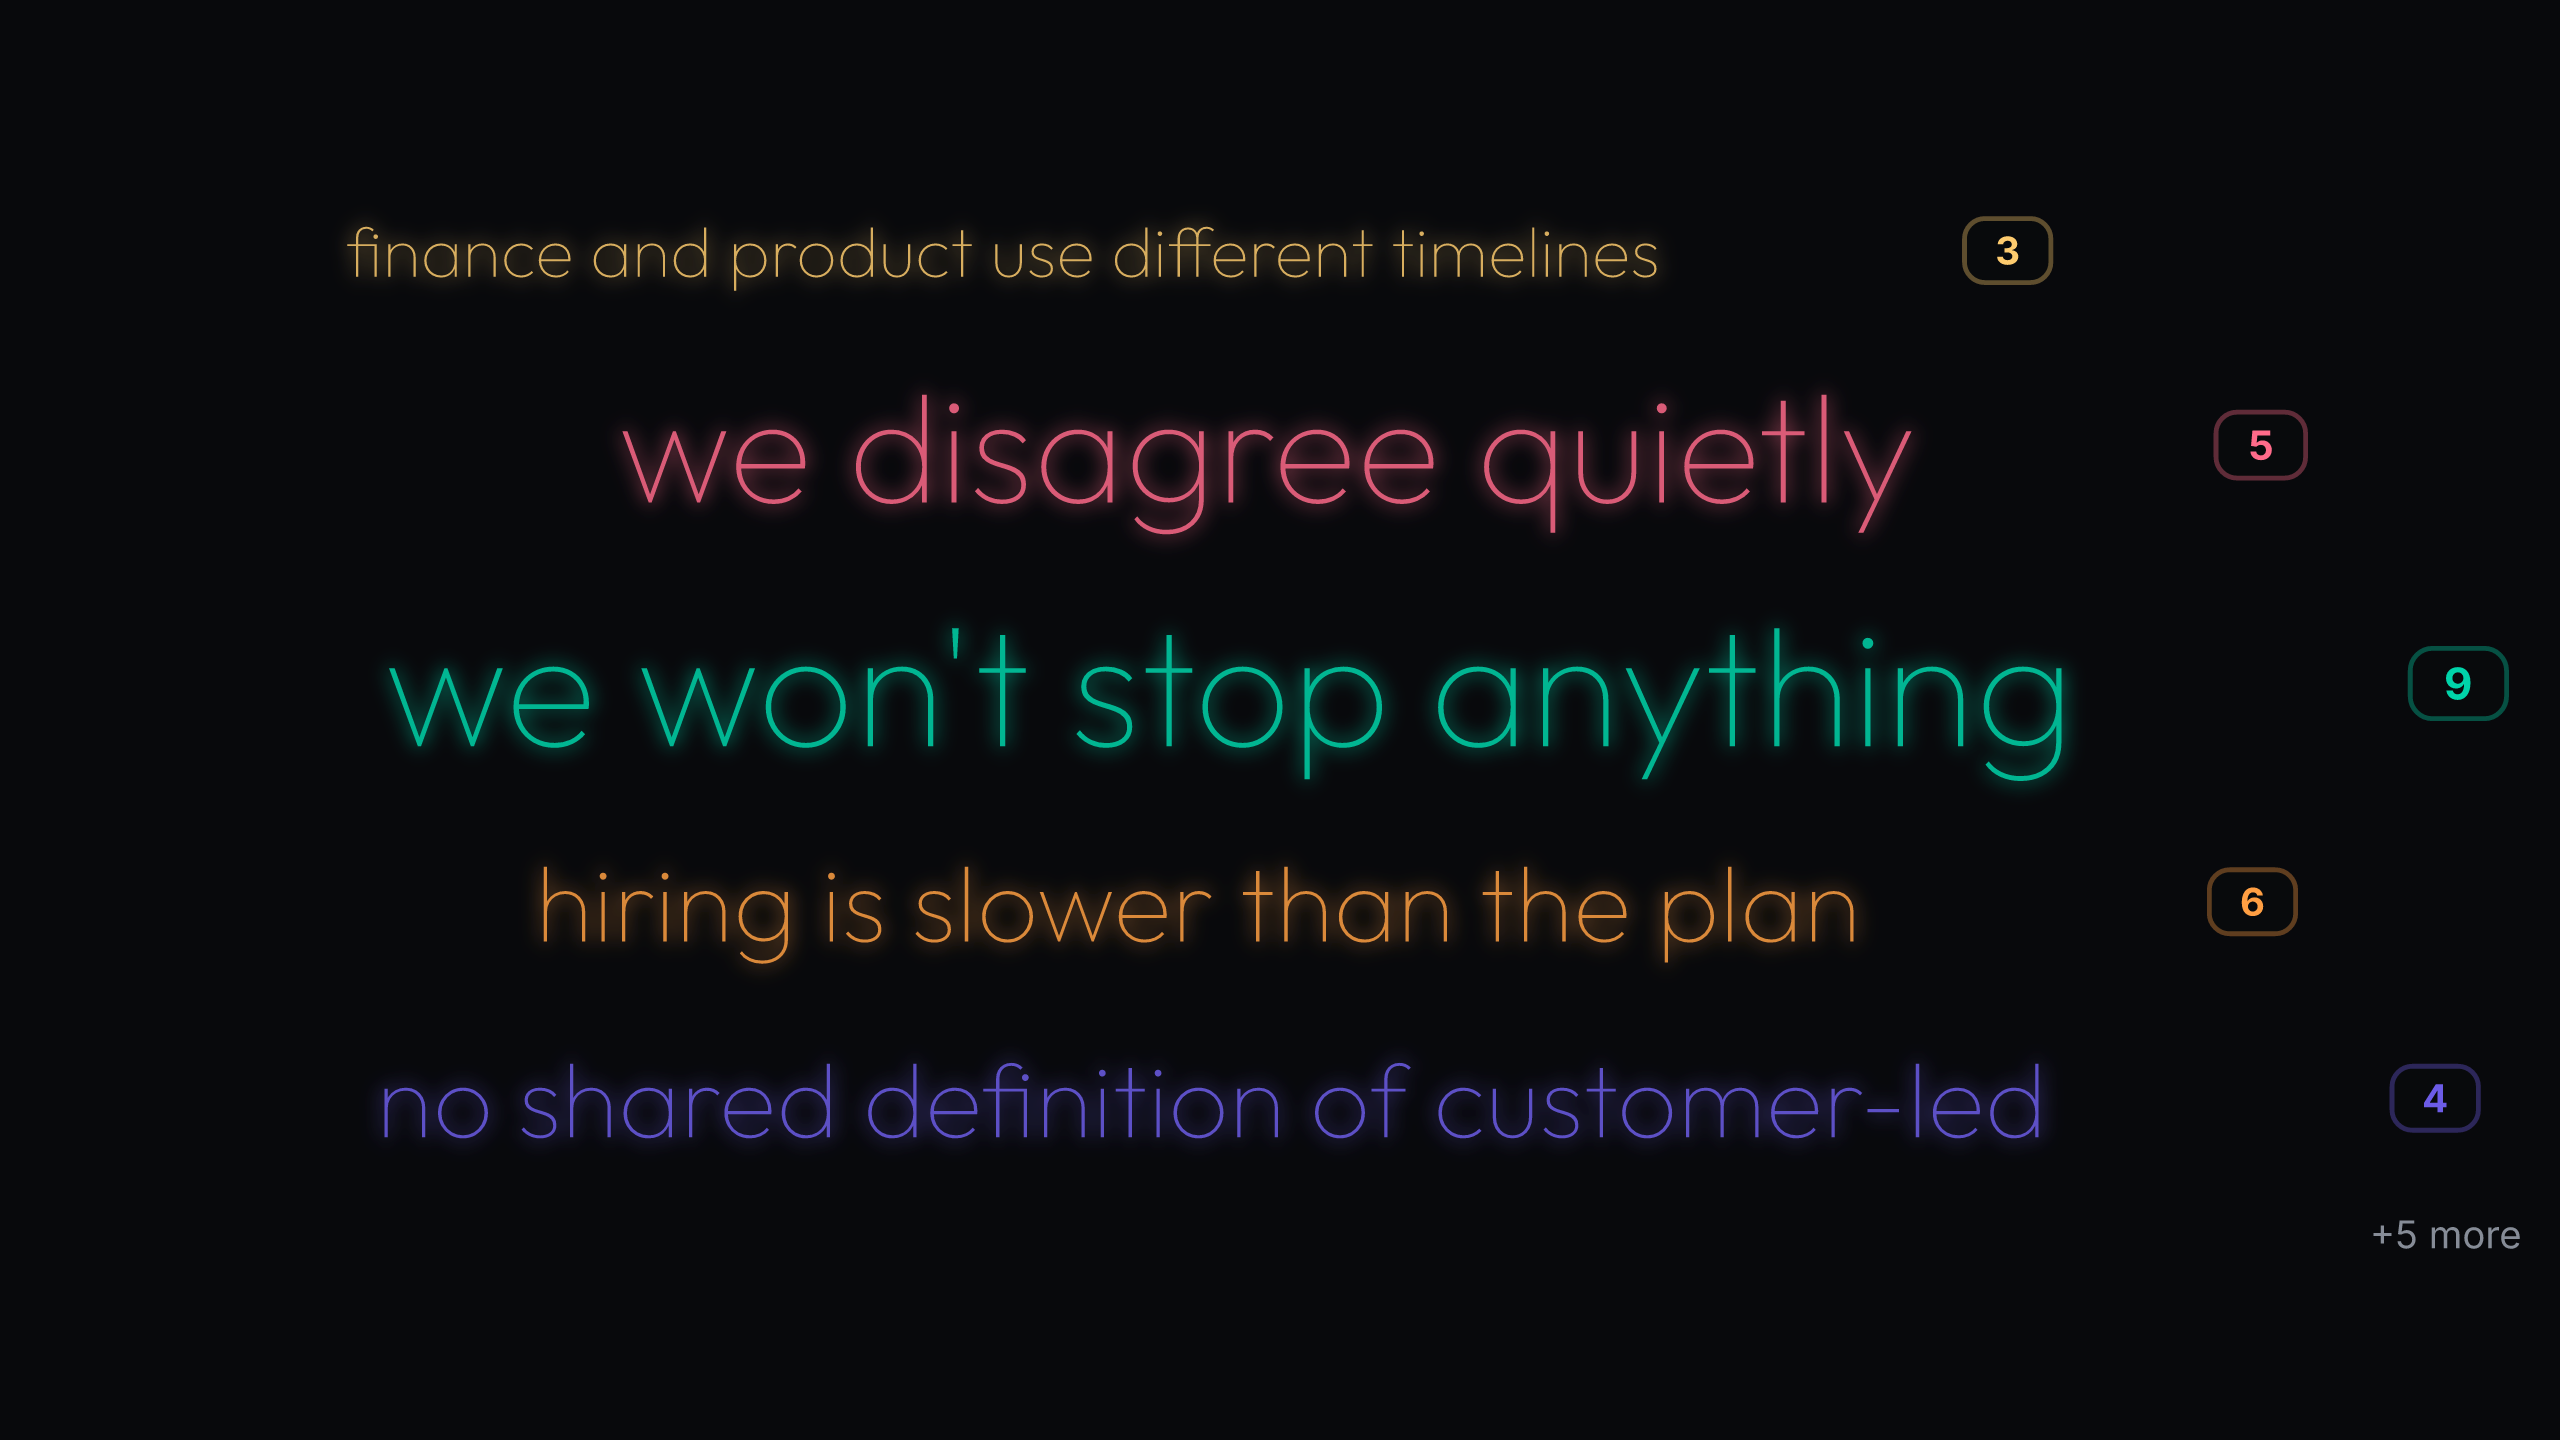 finance and product use different timelines 3
we disagree quietly 5
we won't stop anything 9
hiring is slower than the plan 6
no shared definition of customer-led 4
+5 more